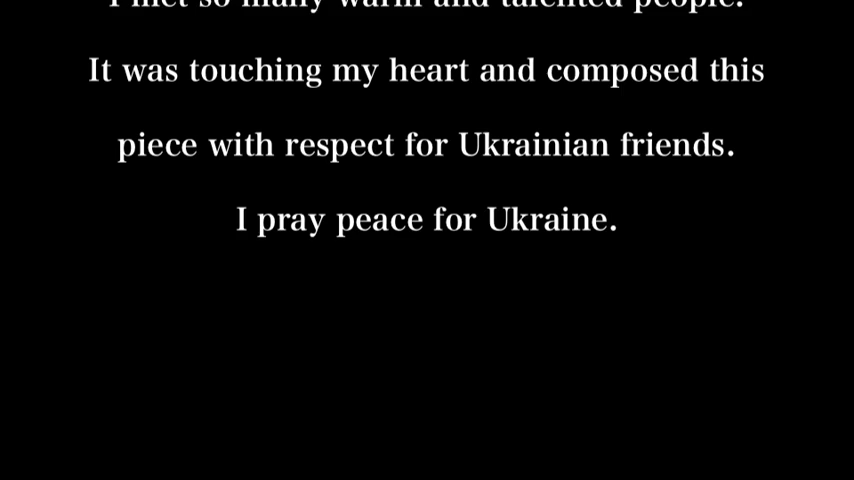 I met so many warm and talented people.
It was touching my heart and composed this
piece with respect for Ukrainian friends.
I pray peace for Ukraine.